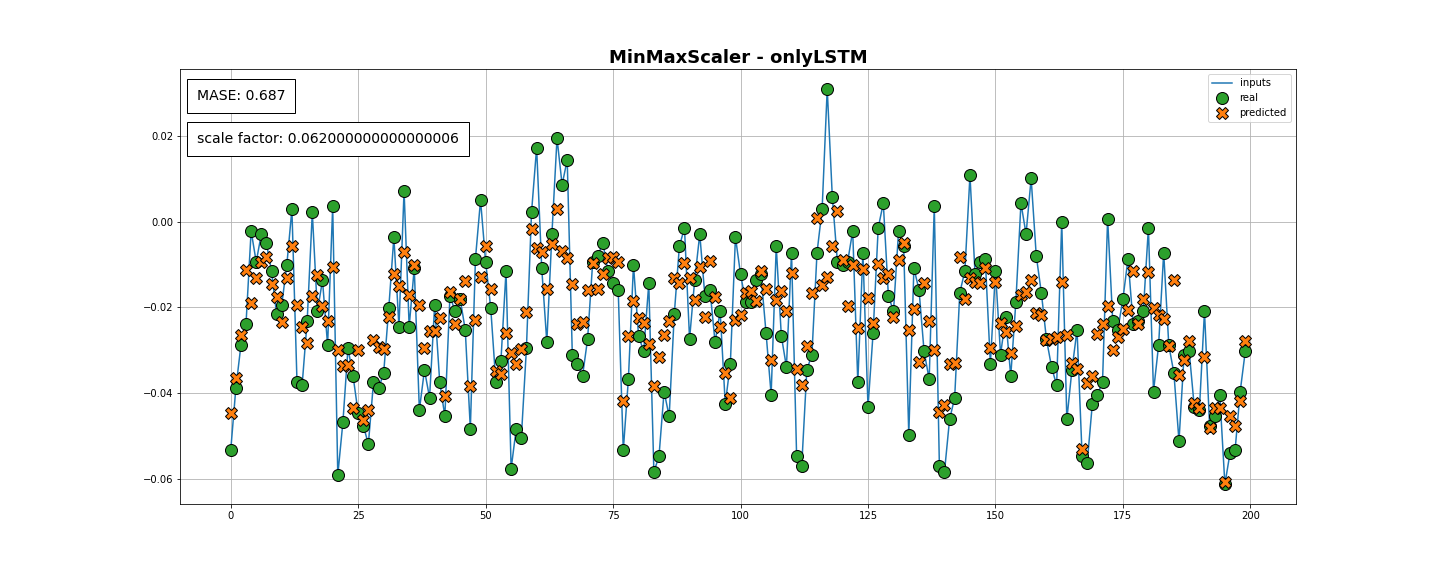 MinMaxScaler - onlyLSTM
MASE: 0.687
scale factor: 0.062000000000000006
inputs
real
predicted
0.02
0.00
−0.02
−0.04
−0.06
0 25 50 75 100 125 150 175 200